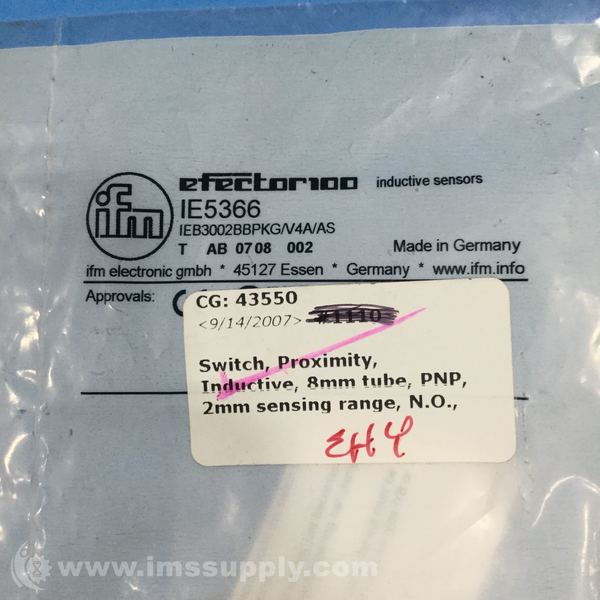 ifm
efector100 inductive sensors
IE5366
IEB3002BBPKG/V4A/AS
T AB 0708 002 Made in Germany
ifm electronic gmbh * 45127 Essen * Germany * www.ifm.info
Approvals:
CG: 43550
<9/14/2007> #1110
Switch, Proximity,
Inductive, 8mm tube, PNP,
2mm sensing range, N.O.,
EH4
www.imssupply.com